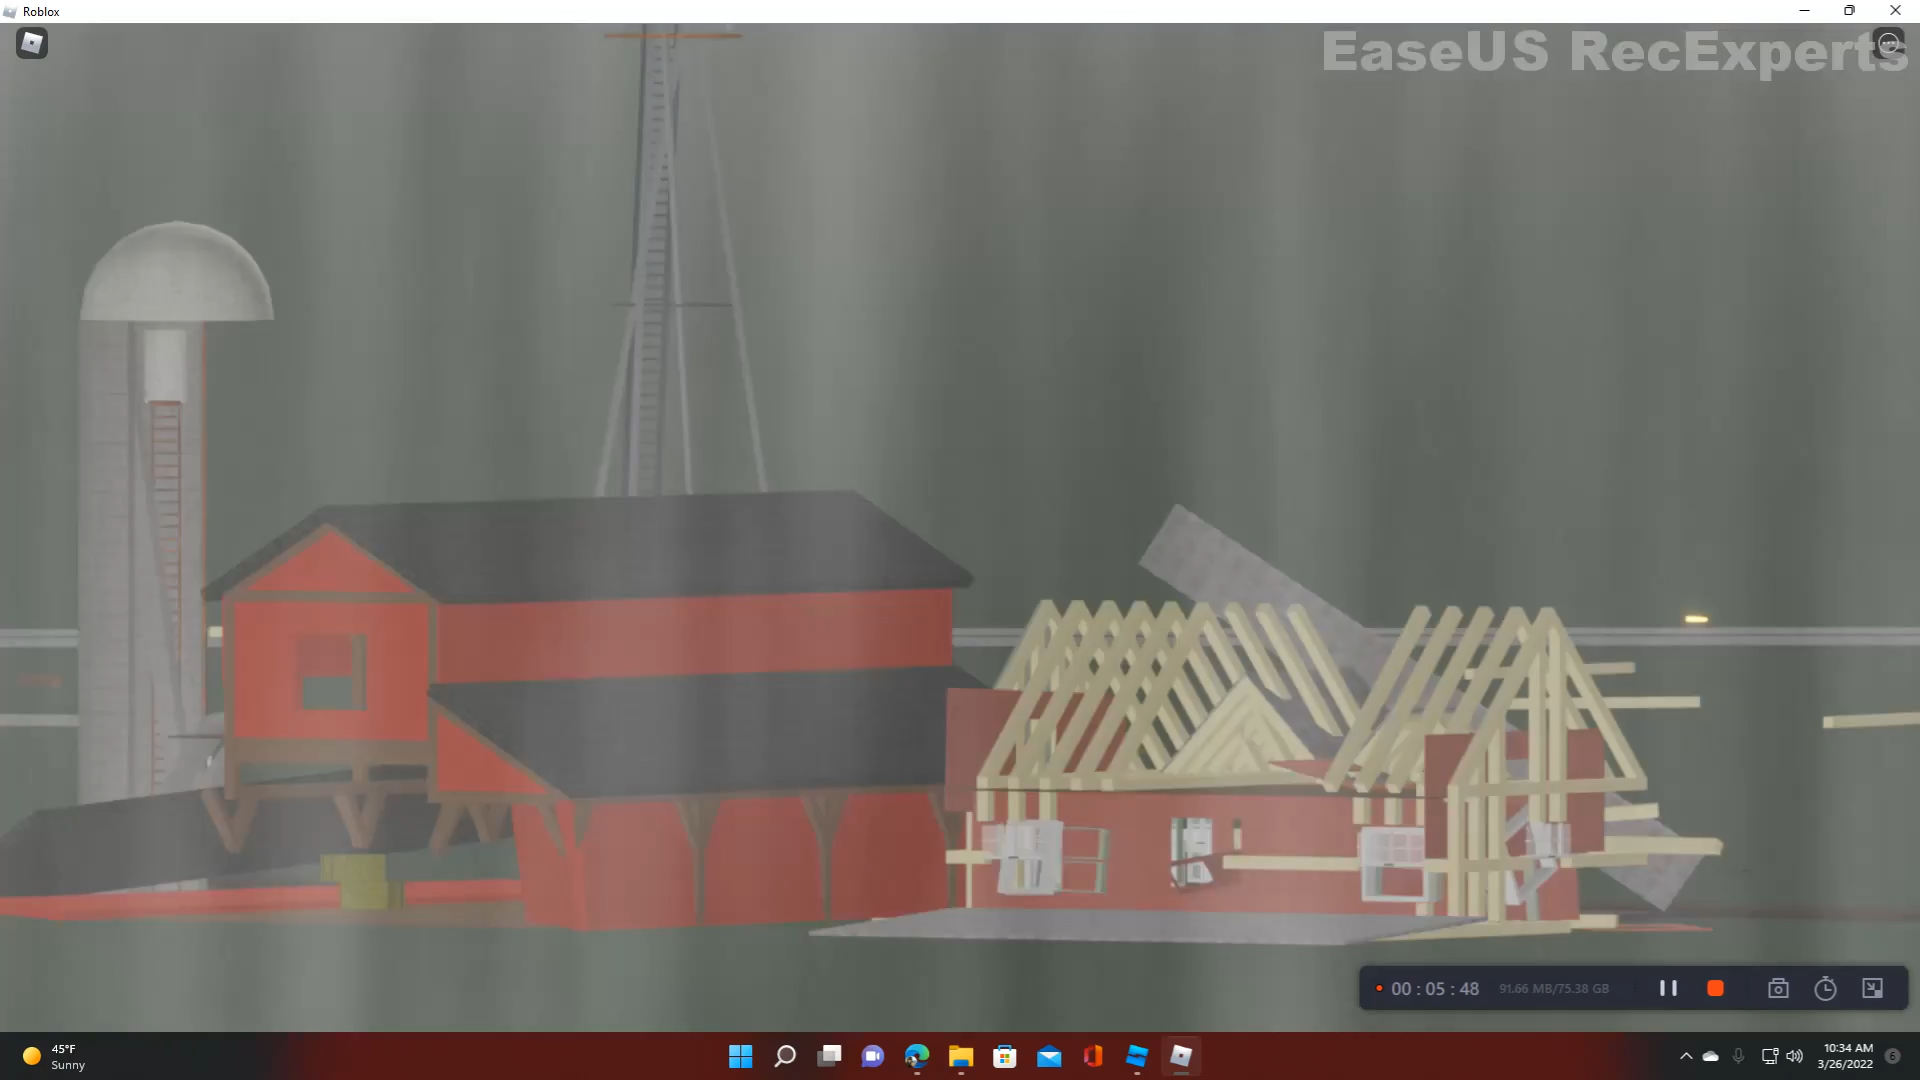 Roblox
EaseUS RecExperts
00 : 05 : 48
91.66 MB/75.38 GB
45°F
Sunny
10:34 AM
3/26/2022
6